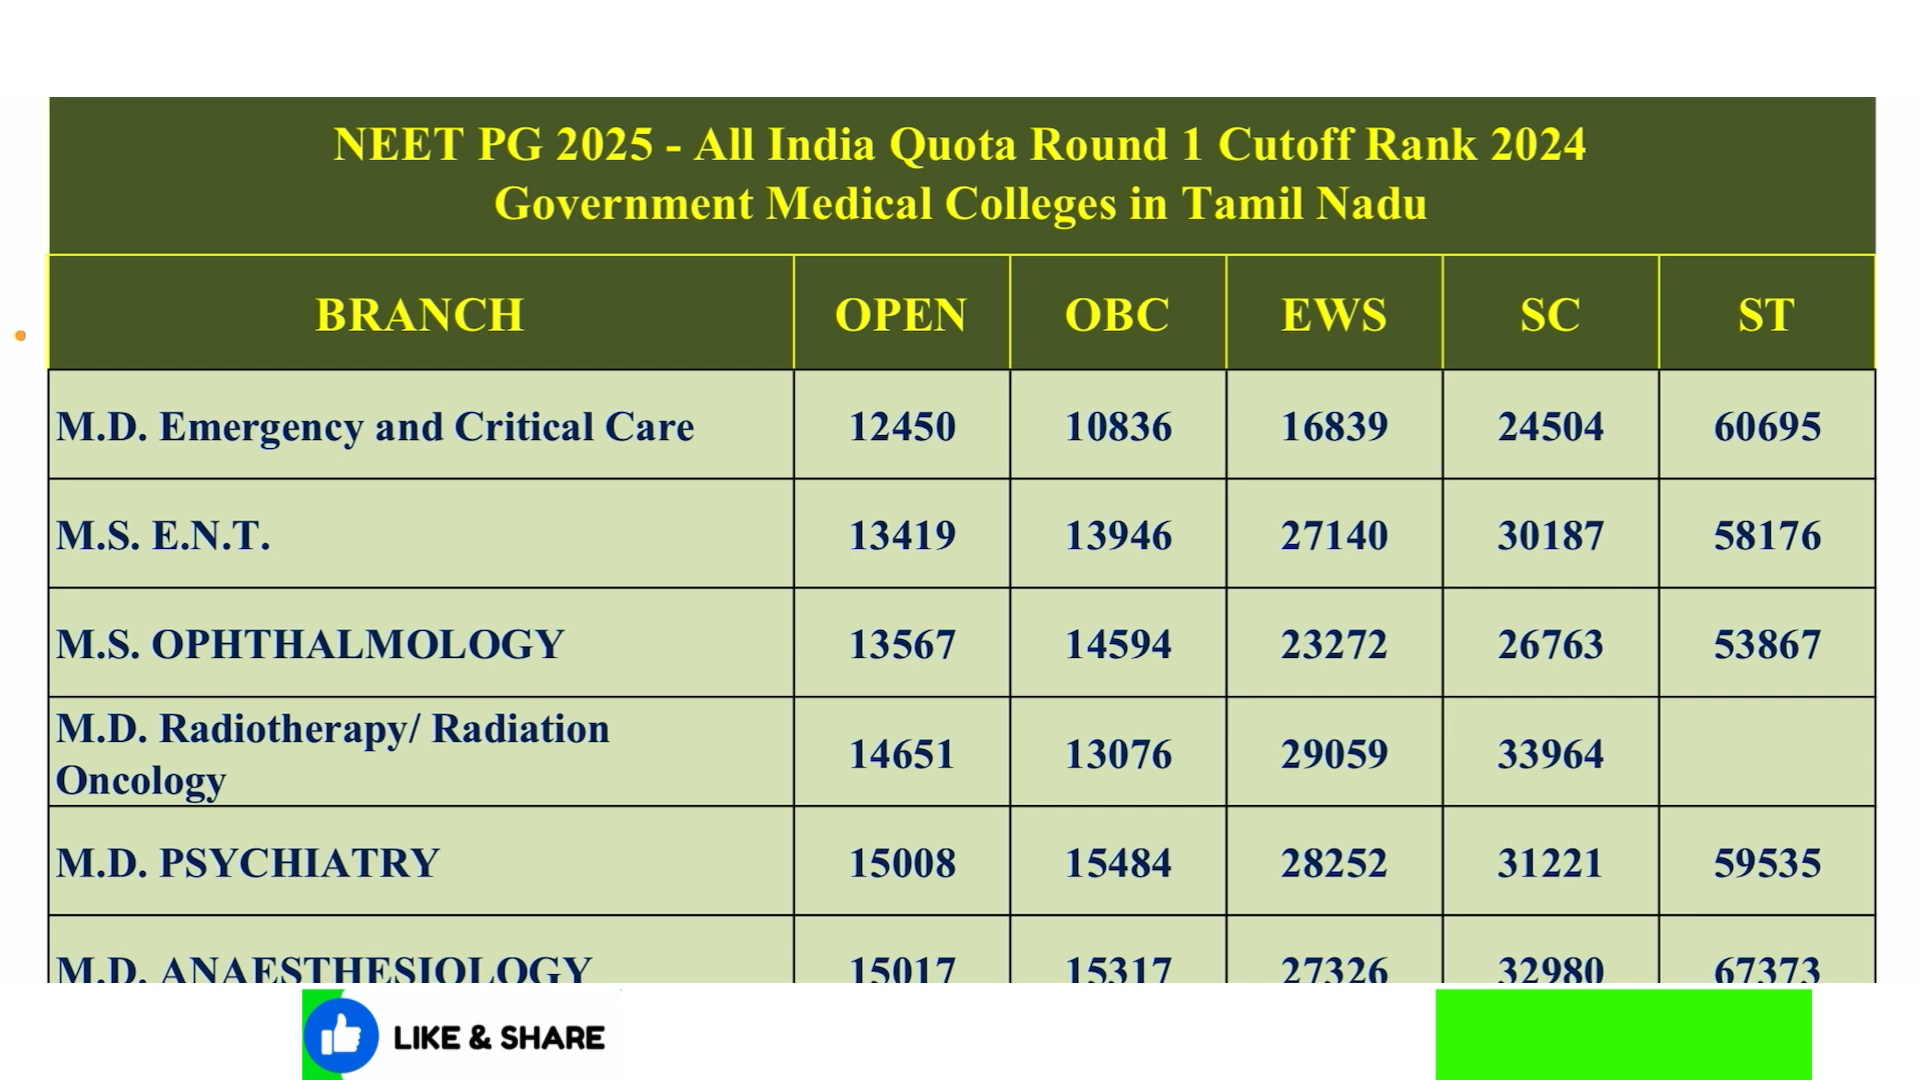 NEET PG 2025 - All India Quota Round 1 Cutoff Rank 2024
Government Medical Colleges in Tamil Nadu
BRANCH OPEN OBC EWS SC ST
M.D. Emergency and Critical Care 12450 10836 16839 24504 60695
M.S. E.N.T. 13419 13946 27140 30187 58176
M.S. OPHTHALMOLOGY 13567 14594 23272 26763 53867
M.D. Radiotherapy/ Radiation
Oncology 14651 13076 29059 33964
M.D. PSYCHIATRY 15008 15484 28252 31221 59535
M.D. ANAESTHESIOLOGY 15017 15317 27326 32980 67373
LIKE & SHARE